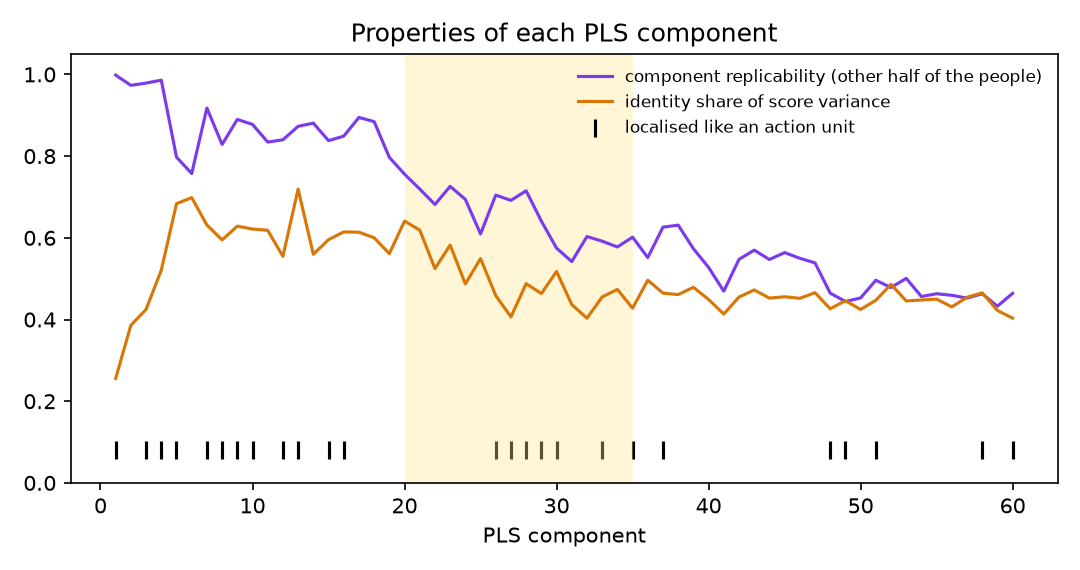 Properties of each PLS component
component replicability (other half of the people)
identity share of score variance
localised like an action unit
1.0
0.8
0.6
0.4
0.2
0.0
0 10 20 30 40 50 60
PLS component